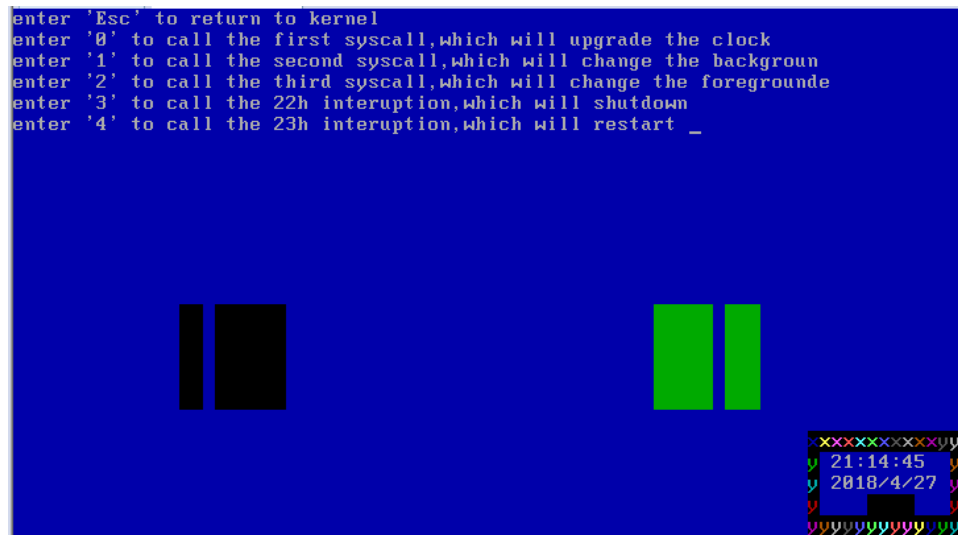 enter 'Esc' to return to kernel
enter '0' to call the first syscall,which will upgrade the clock
enter '1' to call the second syscall,which will change the backgroun
enter '2' to call the third syscall,which will change the foregrounde
enter '3' to call the 22h interuption,which will shutdown
enter '4' to call the 23h interuption,which will restart _
xxxxxxxxxxxyy
y 21:14:45 y
y 2018/4/27 y
y y
yyyyyyyyyy yy